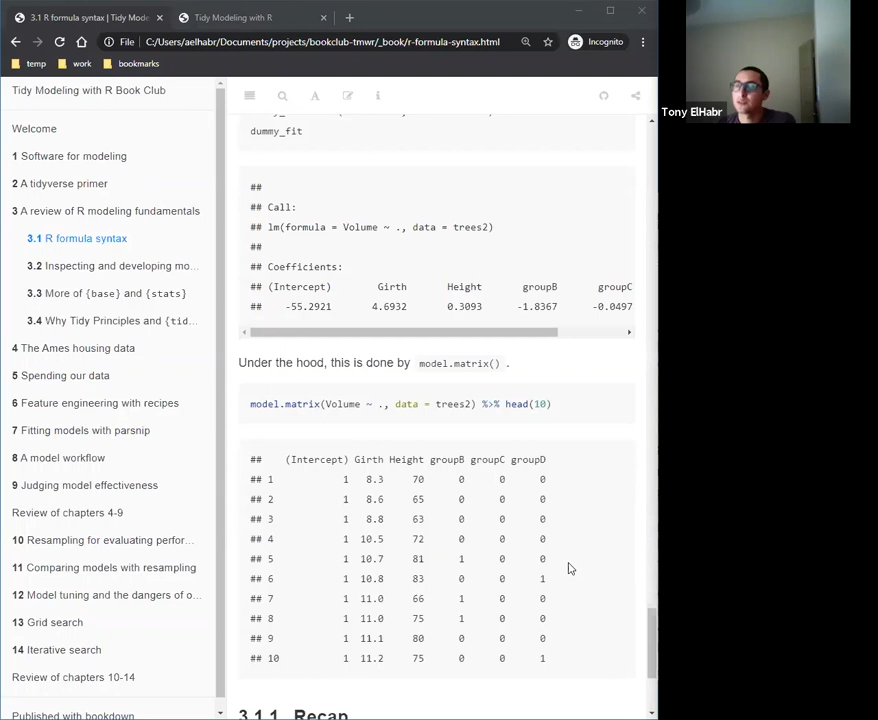 3.1 R formula syntax | Tidy Mode
Tidy Modeling with R
File C:/Users/aelhabr/Documents/projects/bookclub-tmwr/_book/r-formula-syntax.html
Incognito
temp work bookmarks
Tidy Modeling with R Book Club
Welcome
1 Software for modeling
2 A tidyverse primer
3 A review of R modeling fundamentals
3.1 R formula syntax
3.2 Inspecting and developing mo...
3.3 More of {base} and {stats}
3.4 Why Tidy Principles and {tid...
4 The Ames housing data
5 Spending our data
6 Feature engineering with recipes
7 Fitting models with parsnip
8 A model workflow
9 Judging model effectiveness
Review of chapters 4-9
10 Resampling for evaluating perfor...
11 Comparing models with resampling
12 Model tuning and the dangers of o...
13 Grid search
14 Iterative search
Review of chapters 10-14
Published with bookdown
dummy_fit
##
## Call:
## lm(formula = Volume ~ ., data = trees2)
##
## Coefficients:
## (Intercept) Girth Height groupB groupC
## -55.2921 4.6932 0.3093 -1.8367 -0.0497
Under the hood, this is done by model.matrix() .
model.matrix(Volume ~ ., data = trees2) %>% head(10)
## (Intercept) Girth Height groupB groupC groupD
## 1 1 8.3 70 0 0 0
## 2 1 8.6 65 0 0 0
## 3 1 8.8 63 0 0 0
## 4 1 10.5 72 0 0 0
## 5 1 10.7 81 1 0 0
## 6 1 10.8 83 0 0 1
## 7 1 11.0 66 1 0 0
## 8 1 11.0 75 1 0 0
## 9 1 11.1 80 0 0 0
## 10 1 11.2 75 0 0 1
3.1.1 Recap
Tony ElHabr